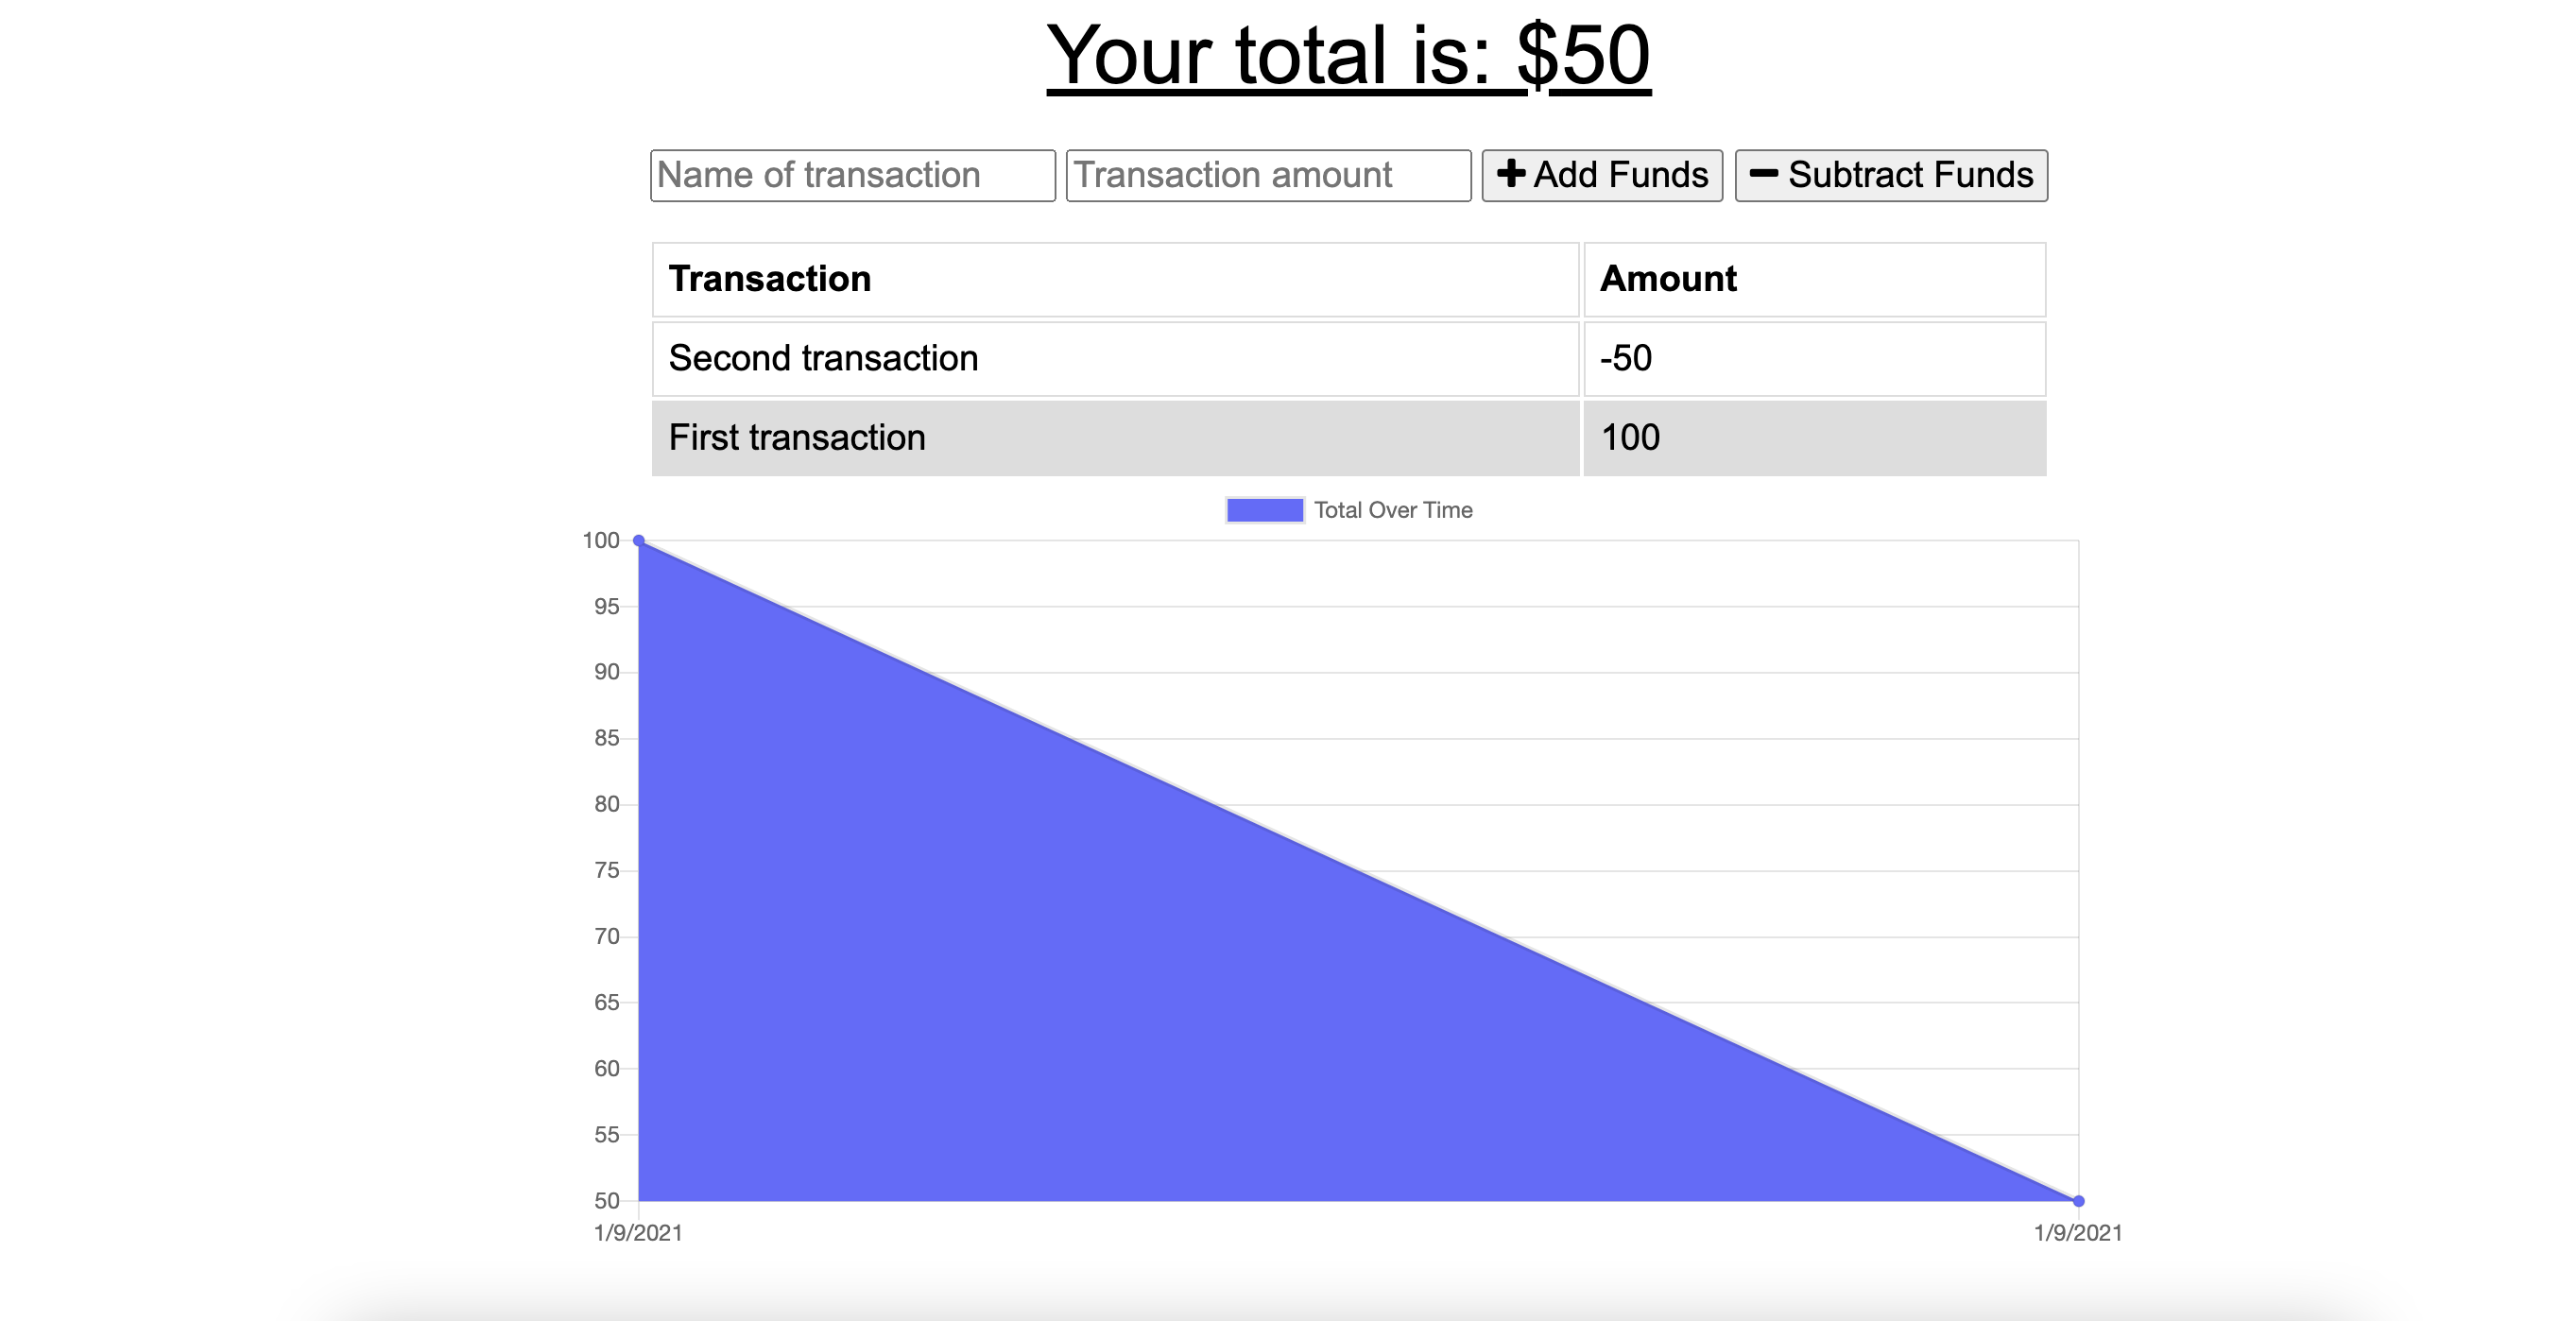 Your total is: $50
Name of transaction Transaction amount Add Funds Subtract Funds
Transaction Amount
Second transaction -50
First transaction 100
Total Over Time
100
95
90
85
80
75
70
65
60
55
50
1/9/2021 1/9/2021